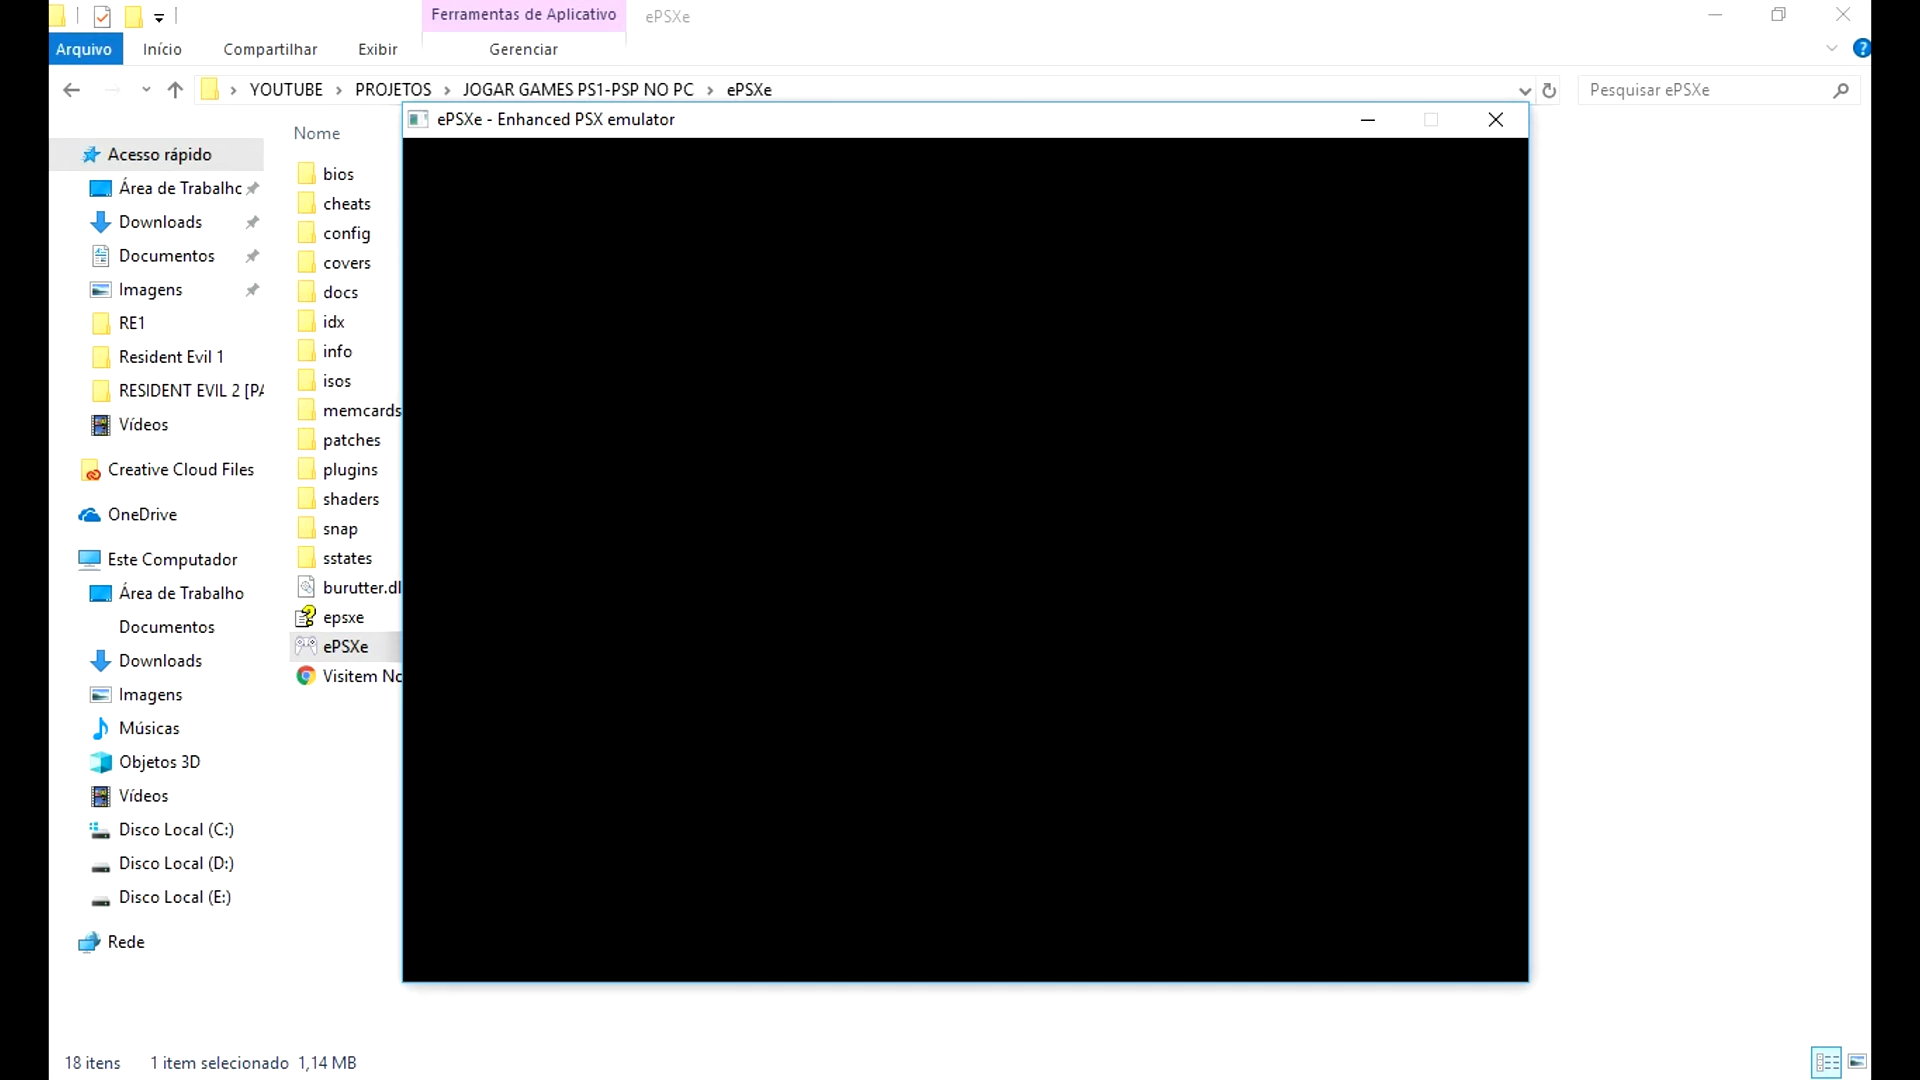 Ferramentas de Aplicativo
ePSXe
Arquivo
Início
Compartilhar
Exibir
Gerenciar
?
YOUTUBE
PROJETOS
JOGAR GAMES PS1-PSP NO PC
ePSXe
Pesquisar ePSXe
ePSXe - Enhanced PSX emulator
Nome
Acesso rápido
Área de Trabalho
Downloads
Documentos
Imagens
RE1
Resident Evil 1
RESIDENT EVIL 2 [PA
Vídeos
Creative Cloud Files
OneDrive
Este Computador
Área de Trabalho
Documentos
Downloads
Imagens
Músicas
Objetos 3D
Vídeos
Disco Local (C:)
Disco Local (D:)
Disco Local (E:)
Rede
bios
cheats
config
covers
docs
idx
info
isos
memcards
patches
plugins
shaders
snap
sstates
burutter.dl
epsxe
ePSXe
Visitem No
18 itens
1 item selecionado 1,14 MB